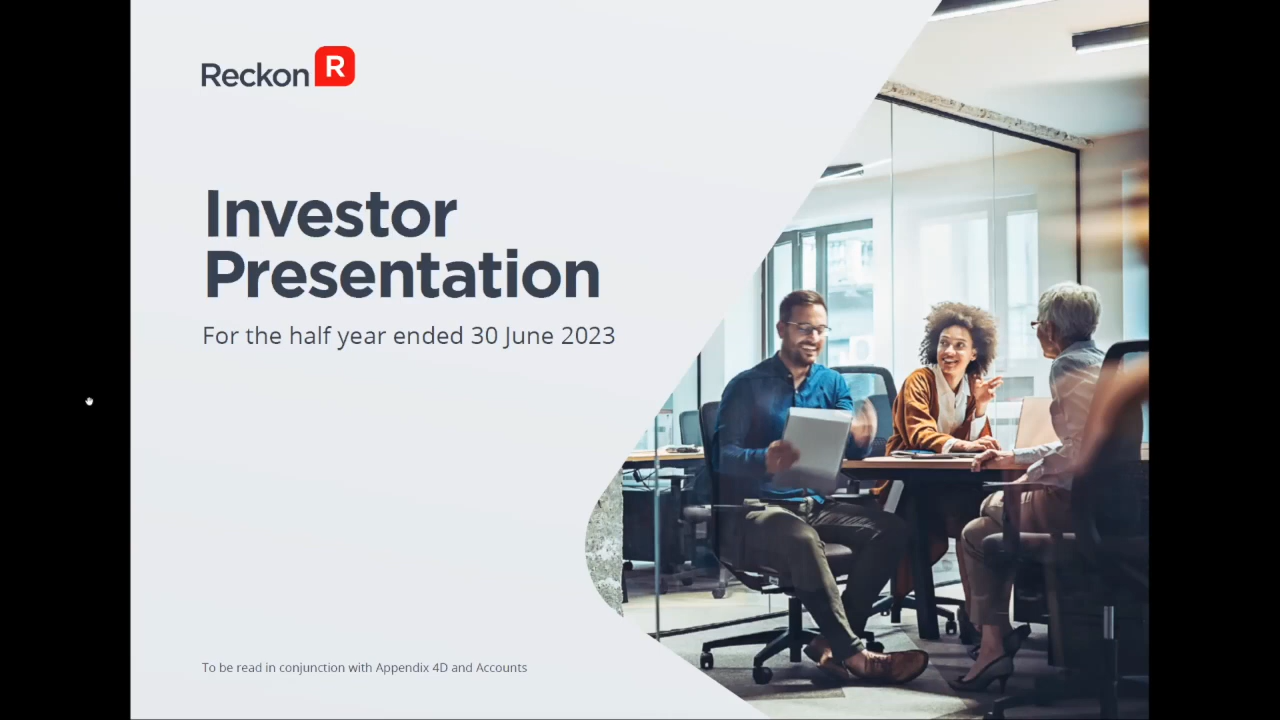 Reckon R
Investor
Presentation
For the half year ended 30 June 2023
To be read in conjunction with Appendix 4D and Accounts